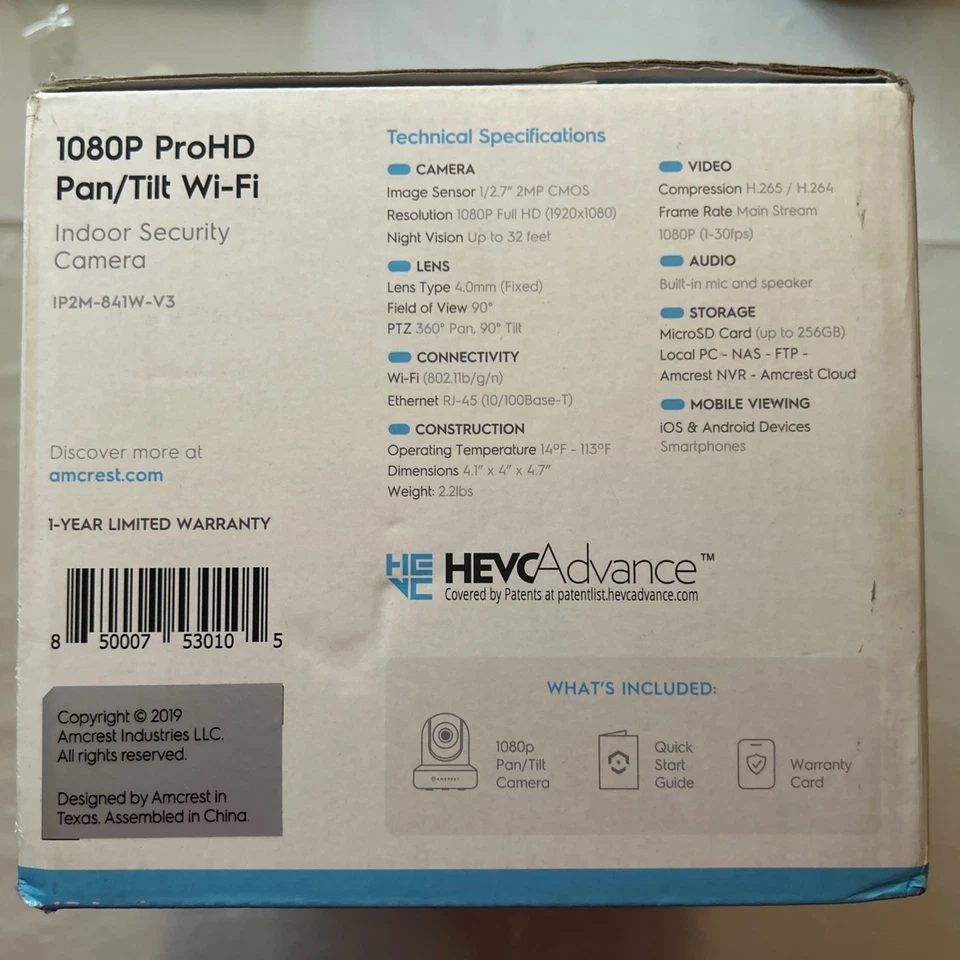 1080P ProHD
Pan/Tilt Wi-Fi
Indoor Security
Camera
IP2M-841W-V3
Discover more at
amcrest.com
1-YEAR LIMITED WARRANTY
8 50007 53010 5
Copyright © 2019
Amcrest Industries LLC.
All rights reserved.
Designed by Amcrest in
Texas. Assembled in China.
Technical Specifications
CAMERA
Image Sensor 1/2.7" 2MP CMOS
Resolution 1080P Full HD (1920x1080)
Night Vision Up to 32 feet
LENS
Lens Type 4.0mm (Fixed)
Field of View 90°
PTZ 360° Pan, 90° Tilt
CONNECTIVITY
Wi-Fi (802.11b/g/n)
Ethernet RJ-45 (10/100Base-T)
CONSTRUCTION
Operating Temperature 14°F - 113°F
Dimensions 4.1" x 4" x 4.7"
Weight: 2.2lbs
VIDEO
Compression H.265 / H.264
Frame Rate Main Stream
1080P (1-30fps)
AUDIO
Built-in mic and speaker
STORAGE
MicroSD Card (up to 256GB)
Local PC - NAS - FTP -
Amcrest NVR - Amcrest Cloud
MOBILE VIEWING
iOS & Android Devices
Smartphones
HEVC HEVCAdvance™
Covered by Patents at patentlist.hevcadvance.com
WHAT'S INCLUDED:
AMCREST
1080p
Pan/Tilt
Camera
Quick
Start
Guide
Warranty
Card